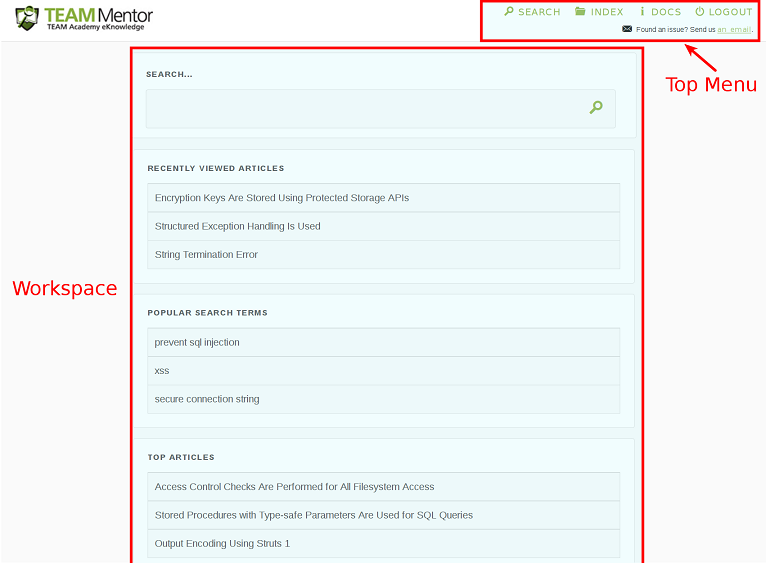 TEAM Mentor
TEAM Academy eKnowledge
SEARCH INDEX DOCS LOGOUT
Found an issue? Send us an email.
Top Menu
SEARCH...
RECENTLY VIEWED ARTICLES
Encryption Keys Are Stored Using Protected Storage APIs
Structured Exception Handling Is Used
String Termination Error
Workspace
POPULAR SEARCH TERMS
prevent sql injection
xss
secure connection string
TOP ARTICLES
Access Control Checks Are Performed for All Filesystem Access
Stored Procedures with Type-safe Parameters Are Used for SQL Queries
Output Encoding Using Struts 1